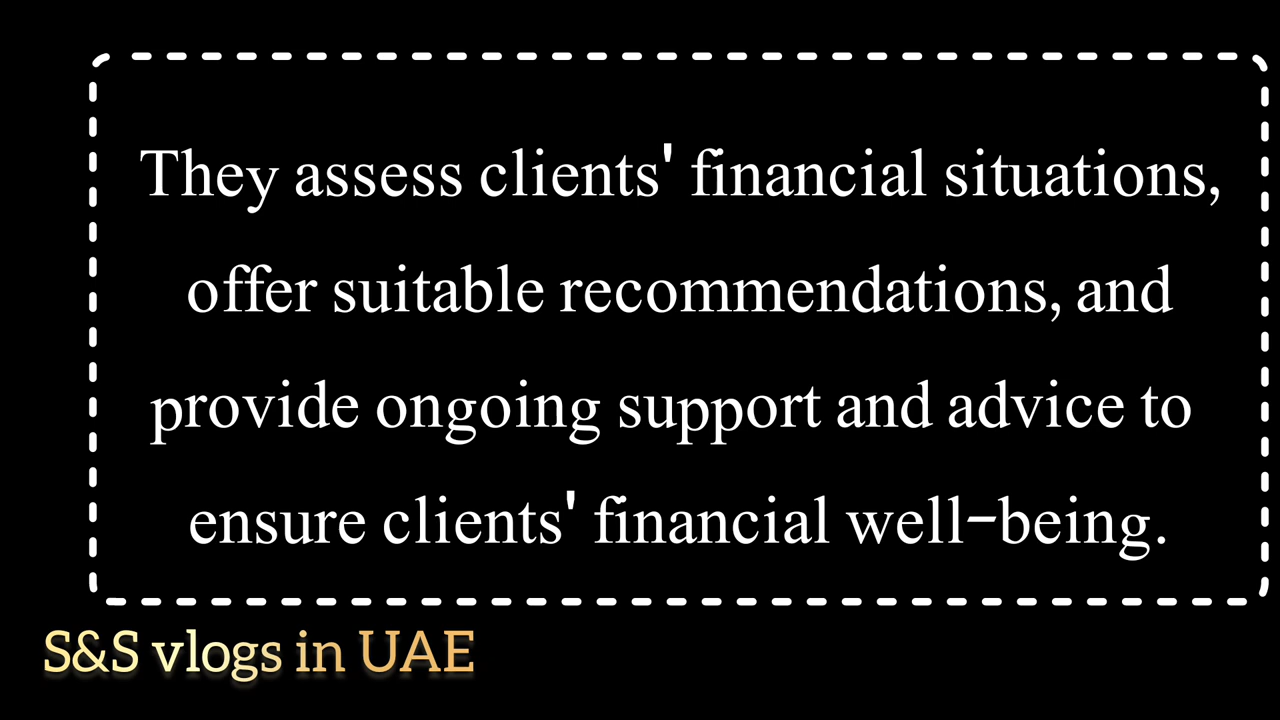 They assess clients' financial situations,
offer suitable recommendations, and
provide ongoing support and advice to
ensure clients' financial well-being.
S&S vlogs in UAE